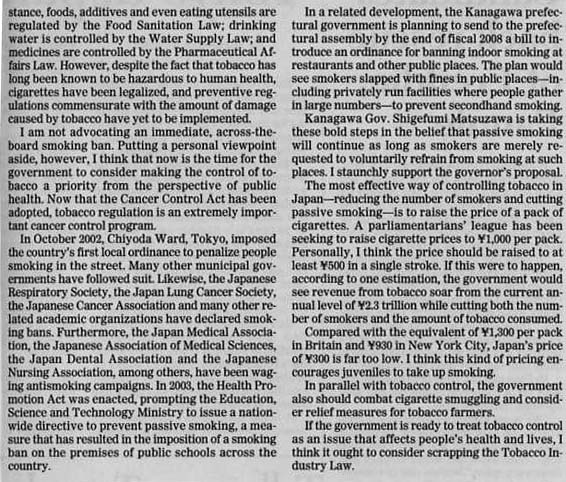 stance, foods, additives and even eating utensils are
regulated by the Food Sanitation Law; drinking
water is controlled by the Water Supply Law; and
medicines are controlled by the Pharmaceutical Af-
fairs Law. However, despite the fact that tobacco has
long been known to be hazardous to human health,
cigarettes have been legalized, and preventive reg-
ulations commensurate with the amount of damage
caused by tobacco have yet to be implemented.
I am not advocating an immediate, across-the-
board smoking ban. Putting a personal viewpoint
aside, however, I think that now is the time for the
government to consider making the control of to-
bacco a priority from the perspective of public
health. Now that the Cancer Control Act has been
adopted, tobacco regulation is an extremely impor-
tant cancer control program.
In October 2002, Chiyoda Ward, Tokyo, imposed
the country's first local ordinance to penalize people
smoking in the street. Many other municipal gov-
ernments have followed suit. Likewise, the Japanese
Respiratory Society, the Japan Lung Cancer Society,
the Japanese Cancer Association and many other re-
lated academic organizations have declared smok-
ing bans. Furthermore, the Japan Medical Associa-
tion, the Japanese Association of Medical Sciences,
the Japan Dental Association and the Japanese
Nursing Association, among others, have been wag-
ing antismoking campaigns. In 2003, the Health Pro-
motion Act was enacted, prompting the Education,
Science and Technology Ministry to issue a nation-
wide directive to prevent passive smoking, a mea-
sure that has resulted in the imposition of a smoking
ban on the premises of public schools across the
country.
In a related development, the Kanagawa prefec-
tural government is planning to send to the prefec-
tural assembly by the end of fiscal 2008 a bill to in-
troduce an ordinance for banning indoor smoking at
restaurants and other public places. The plan would
see smokers slapped with fines in public places—in-
cluding privately run facilities where people gather
in large numbers—to prevent secondhand smoking.
Kanagawa Gov. Shigefumi Matsuzawa is taking
these bold steps in the belief that passive smoking
will continue as long as smokers are merely re-
quested to voluntarily refrain from smoking at such
places. I staunchly support the governor's proposal.
The most effective way of controlling tobacco in
Japan—reducing the number of smokers and cutting
passive smoking—is to raise the price of a pack of
cigarettes. A parliamentarians' league has been
seeking to raise cigarette prices to ¥1,000 per pack.
Personally, I think the price should be raised to at
least ¥500 in a single stroke. If this were to happen,
according to one estimation, the government would
see revenue from tobacco soar from the current an-
nual level of ¥2.3 trillion while cutting both the num-
ber of smokers and the amount of tobacco consumed.
Compared with the equivalent of ¥1,300 per pack
in Britain and ¥930 in New York City, Japan's price
of ¥300 is far too low. I think this kind of pricing en-
courages juveniles to take up smoking.
In parallel with tobacco control, the government
also should combat cigarette smuggling and consid-
er relief measures for tobacco farmers.
If the government is ready to treat tobacco control
as an issue that affects people's health and lives, I
think it ought to consider scrapping the Tobacco In-
dustry Law.